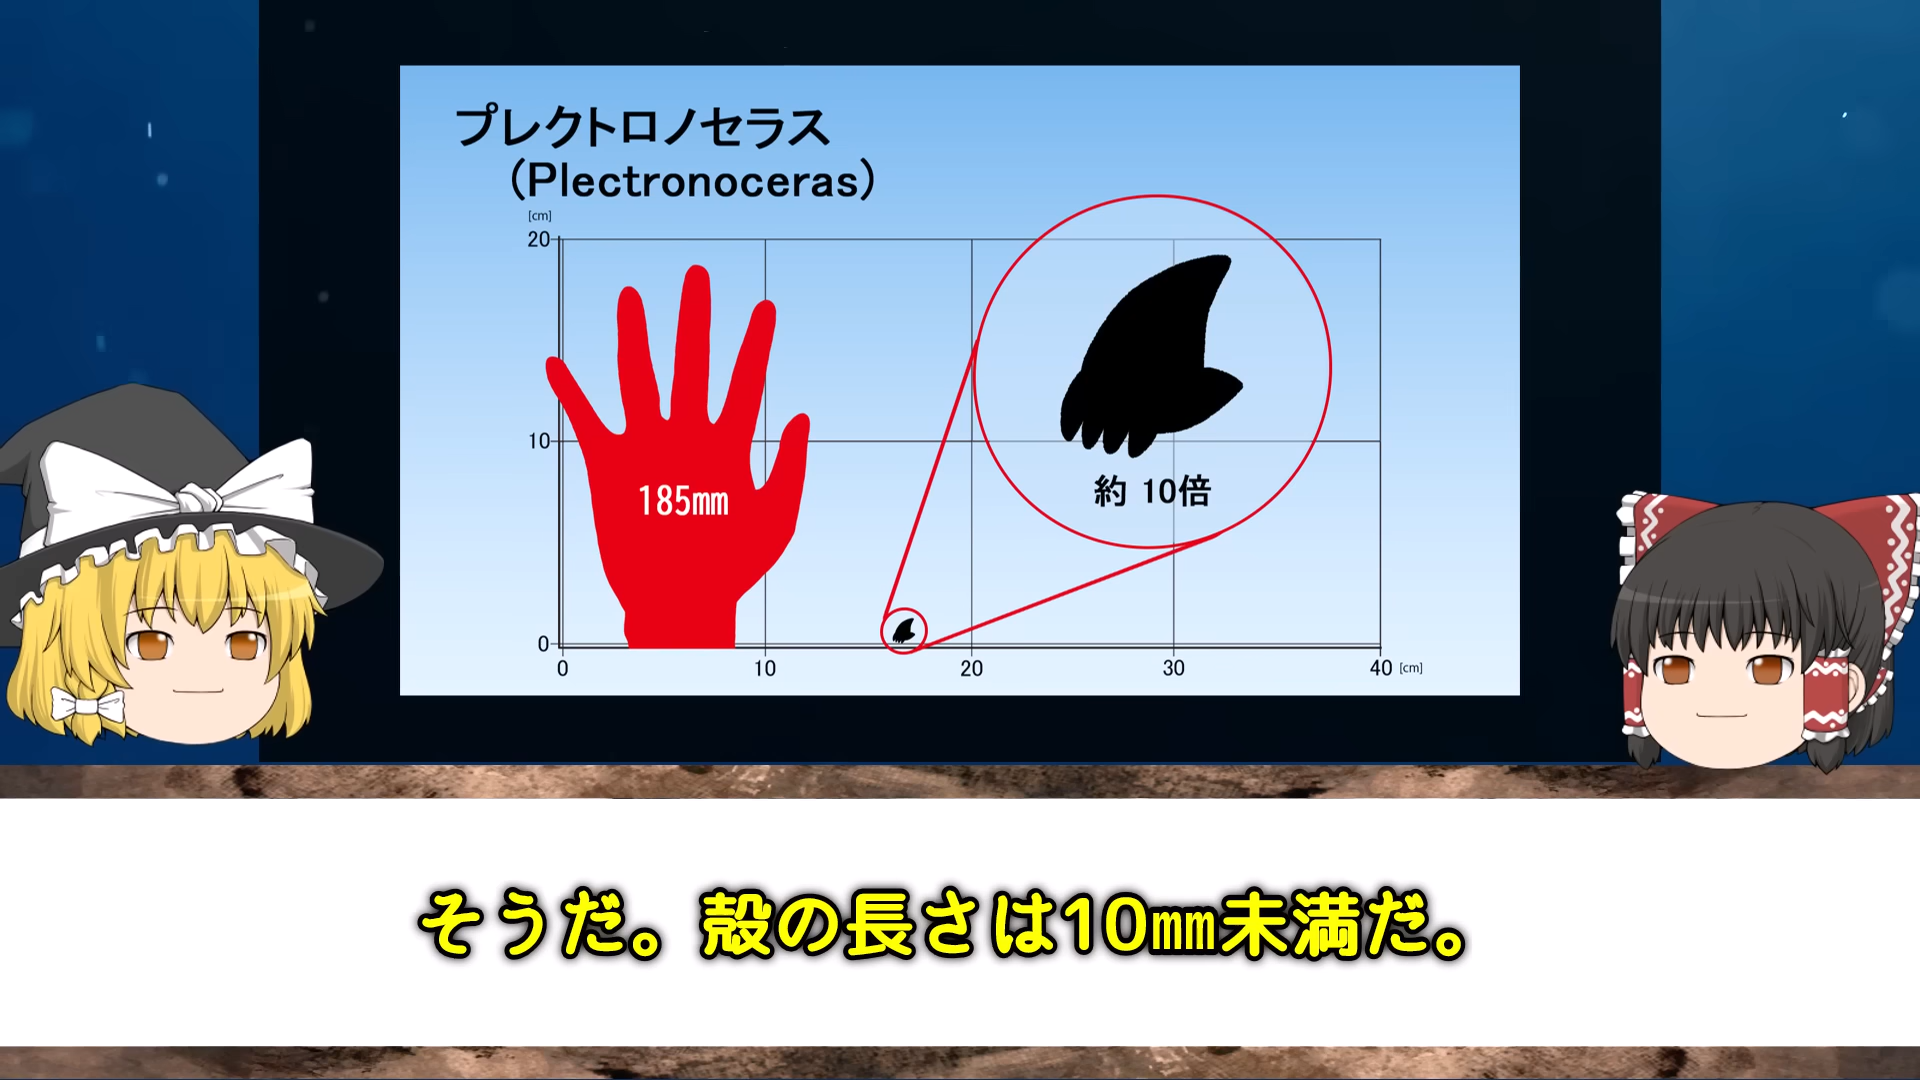 プレクトロノセラス
(Plectronoceras)
[cm]
20
10
0
185mm
約 10倍
0 10 20 30 40 [cm]
そうだ。殻の長さは10㎜未満だ。